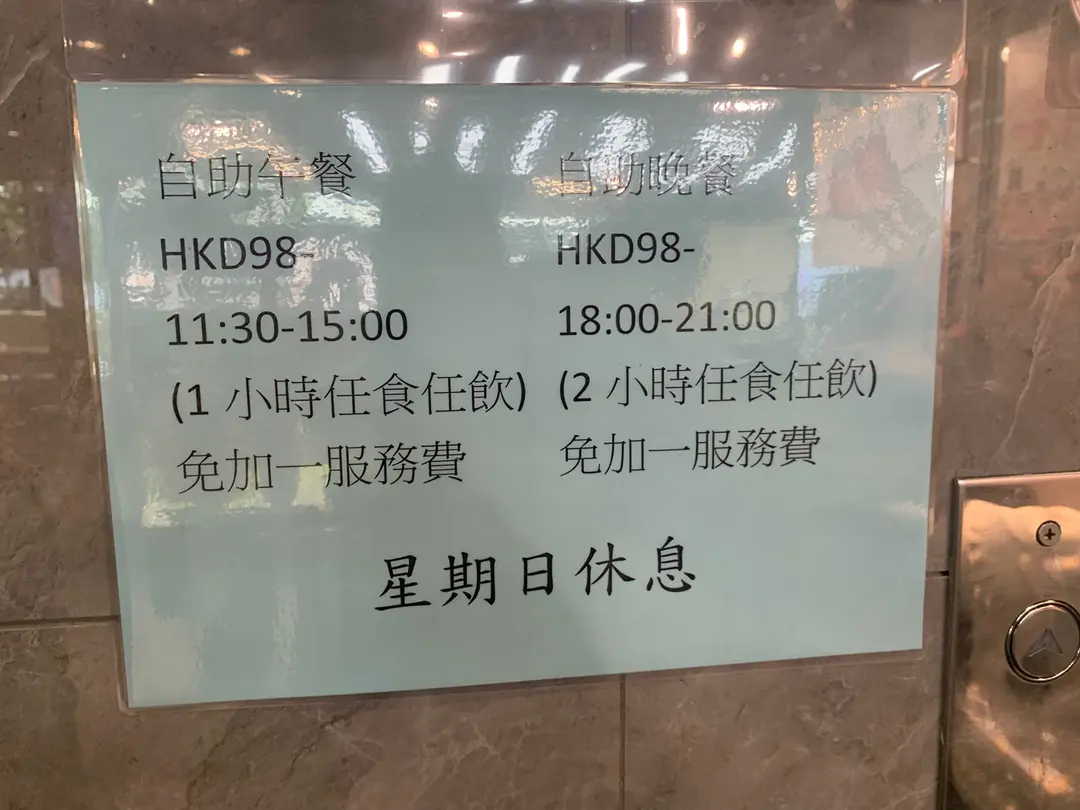 自助午餐
HKD98-
11:30-15:00
(1 小時任食任飲)
免加一服務費
自助晚餐
HKD98-
18:00-21:00
(2 小時任食任飲)
免加一服務費
星期日休息